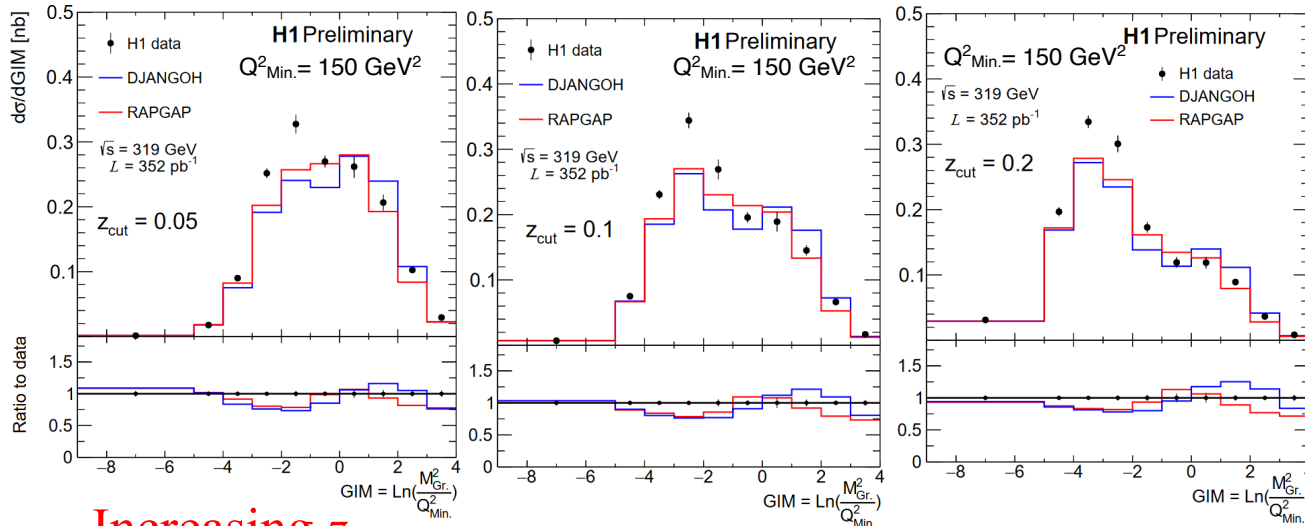 dσ/dGIM [nb]
0.5
0.4
0.3
0.2
0.1
H1 Preliminary
Q²Min.= 150 GeV²
H1 data
DJANGOH
RAPGAP
√s = 319 GeV
L = 352 pb⁻¹
zcut = 0.05
Ratio to data
1.5
1
0.5
0
−8 −6 −4 −2 0 2 4
GIM = Ln(M²Gr./Q²Min.)
0.5
0.4
0.3
0.2
0.1
H1 Preliminary
Q²Min.= 150 GeV²
H1 data
DJANGOH
RAPGAP
√s = 319 GeV
L = 352 pb⁻¹
zcut = 0.1
1.5
1
0.5
0
−8 −6 −4 −2 0 2 4
GIM = Ln(M²Gr./Q²Min.)
0.5
0.4
0.3
0.2
0.1
H1 Preliminary
Q²Min.= 150 GeV²
H1 data
DJANGOH
RAPGAP
√s = 319 GeV
L = 352 pb⁻¹
zcut = 0.2
1.5
1
0.5
0
−8 −6 −4 −2 0 2
GIM = Ln(M²Gr./Q²Min.)
Increasing z